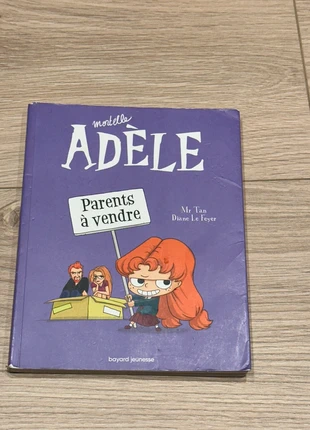 mortelle
ADÈLE
Parents
à vendre
Mr Tan
Diane Le Feyer
bayard jeunesse